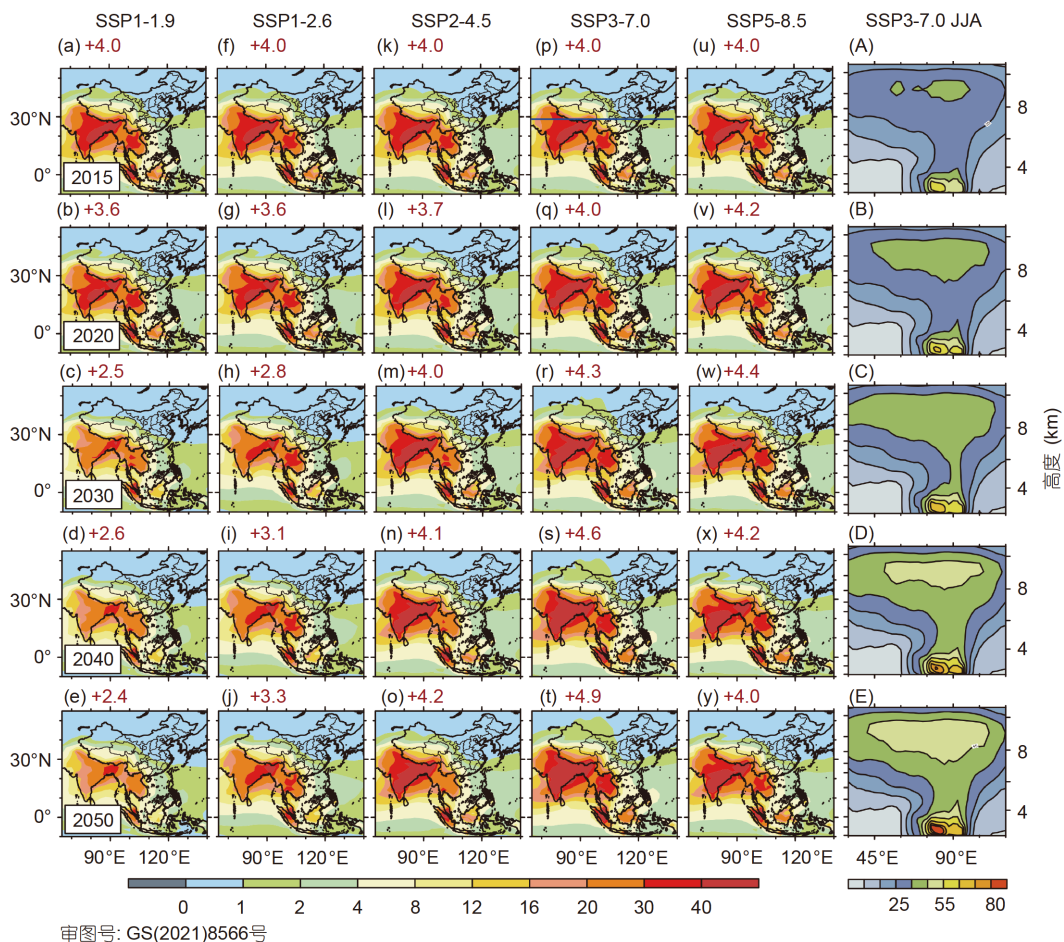 SSP1-1.9 SSP1-2.6 SSP2-4.5 SSP3-7.0 SSP5-8.5 SSP3-7.0 JJA
(a) +4.0 (f) +4.0 (k) +4.0 (p) +4.0 (u) +4.0 (A)
8
30°N
4
0°
2015
(b) +3.6 (g) +3.6 (l) +3.7 (q) +4.0 (v) +4.2 (B)
8
30°N
4
0°
2020
(c) +2.5 (h) +2.8 (m) +4.0 (r) +4.3 (w) +4.4 (C)
8
30°N
4
0°
2030
高度 (km)
(d) +2.6 (i) +3.1 (n) +4.1 (s) +4.6 (x) +4.2 (D)
8
30°N
4
0°
2040
(e) +2.4 (j) +3.3 (o) +4.2 (t) +4.9 (y) +4.0 (E)
8
30°N
4
0°
2050
90°E 120°E 90°E 120°E 90°E 120°E 90°E 120°E 90°E 120°E 45°E 90°E
0 1 2 4 8 12 16 20 30 40 25 55 80
审图号: GS(2021)8566号